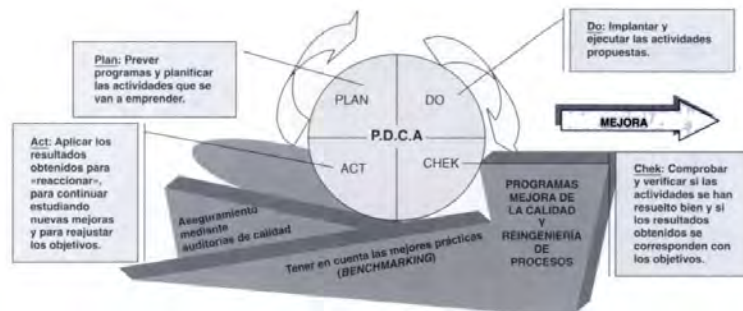 Plan: Prever
programas y planificar
las actividades que se
van a emprender.
Do: Implantar y
ejecutar las actividades
propuestas.
PLAN
DO
P.D.C.A
ACT
CHEK
MEJORA
Act: Aplicar los
resultados
obtenidos para
«reaccionar»,
para continuar
estudiando
nuevas mejoras
y para reajustar
los objetivos.
Aseguramiento
mediante
auditorías de calidad
Tener en cuenta las mejores prácticas
(BENCHMARKING)
PROGRAMAS
MEJORA DE
LA CALIDAD
Y
REINGENIERÍA
DE
PROCESOS
Chek: Comprobar
y verificar si las
actividades se han
resuelto bien y si
los resultados
obtenidos se
corresponden con
los objetivos.